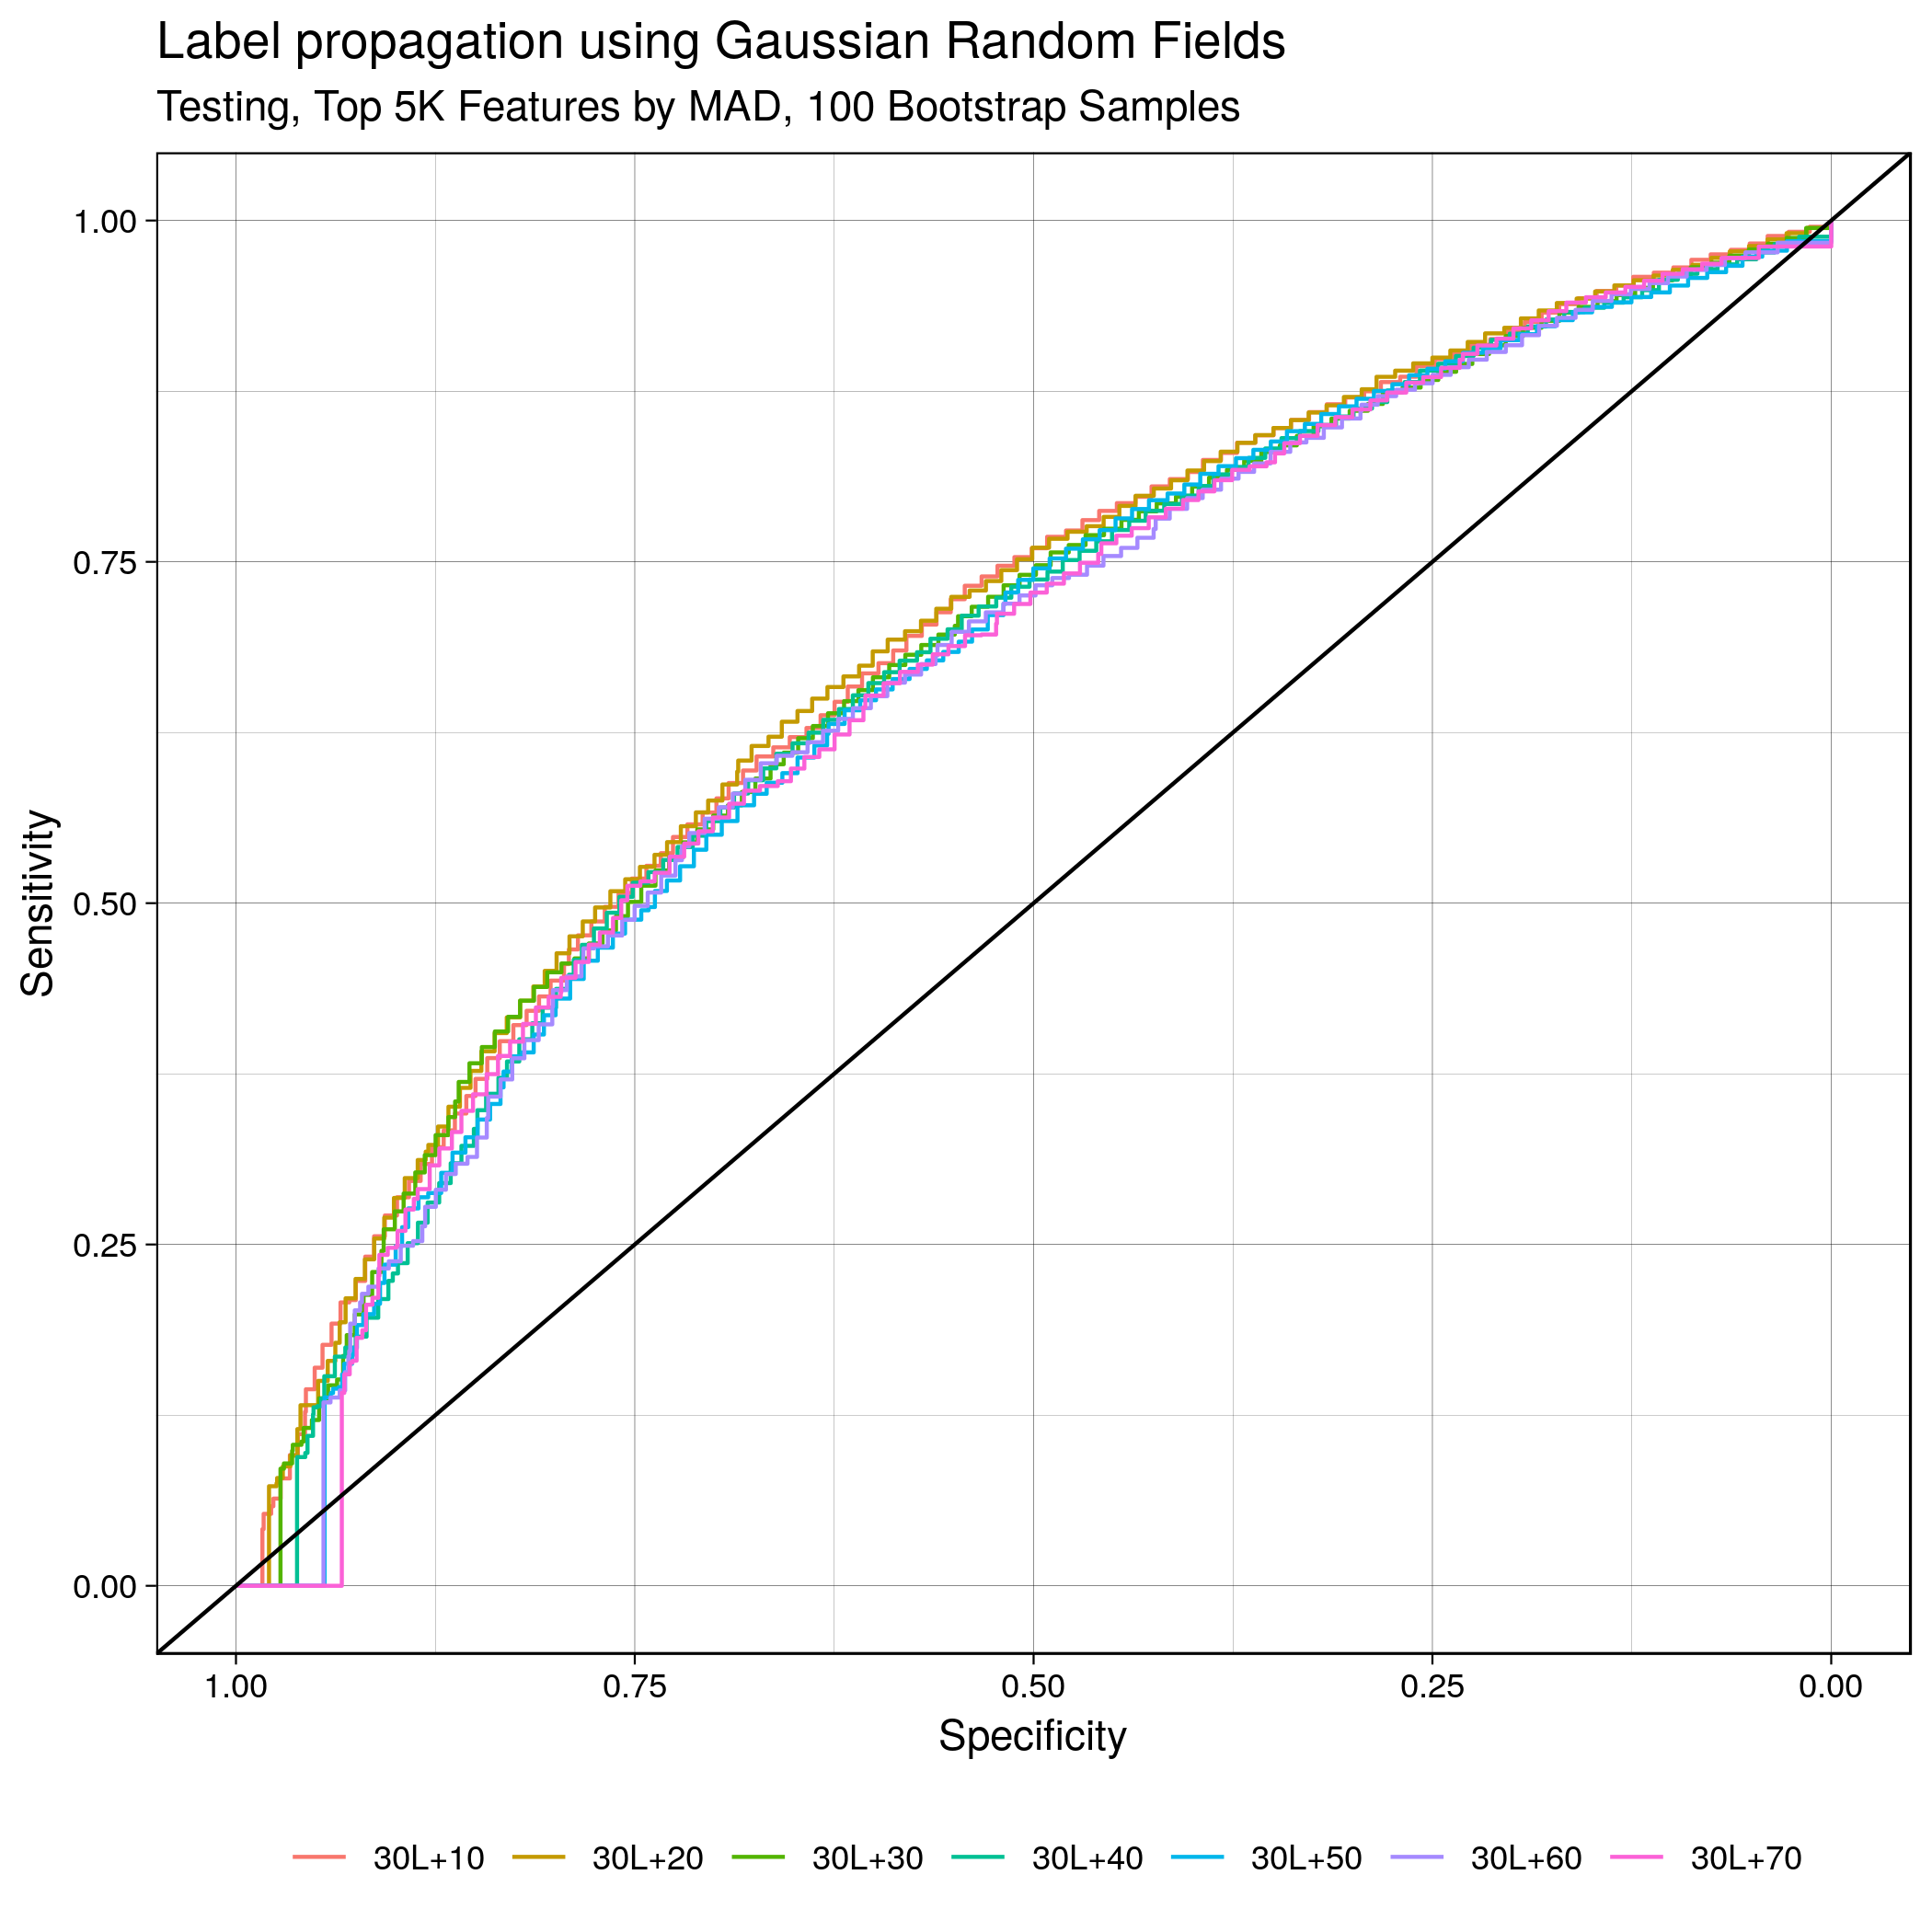 Label propagation using Gaussian Random Fields
Testing, Top 5K Features by MAD, 100 Bootstrap Samples
Sensitivity
1.00
0.75
0.50
0.25
0.00
1.00 0.75 0.50 0.25 0.00
Specificity
30L+10 30L+20 30L+30 30L+40 30L+50 30L+60 30L+70